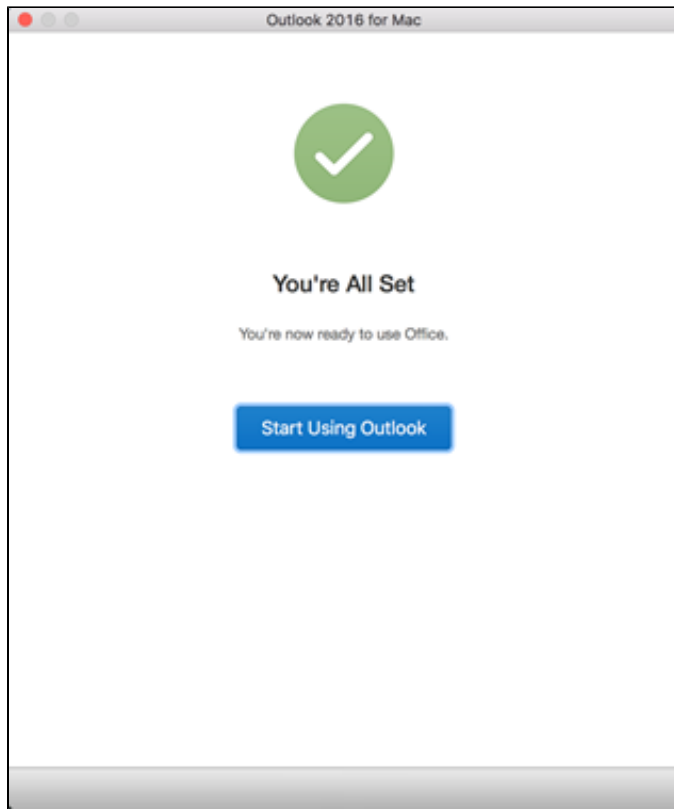 Outlook 2016 for Mac
You're All Set
You're now ready to use Office.
Start Using Outlook